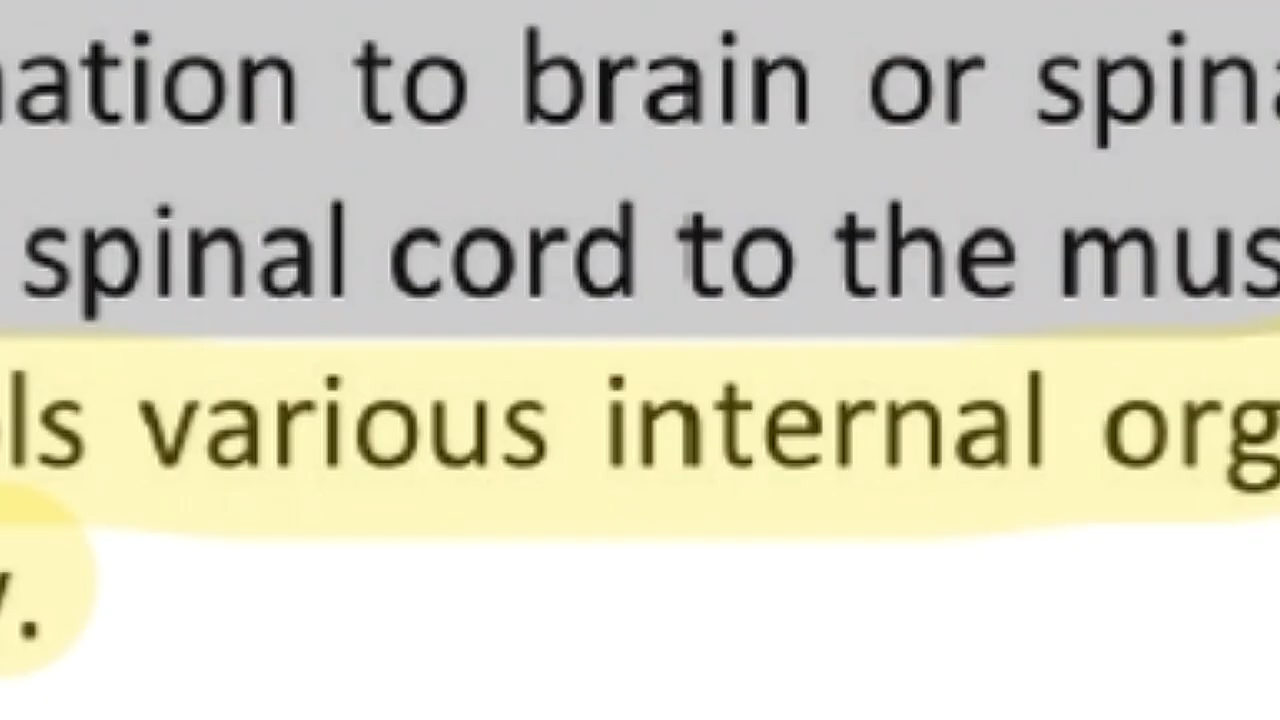 ation to brain or spin
spinal cord to the mus
ls various internal org
.